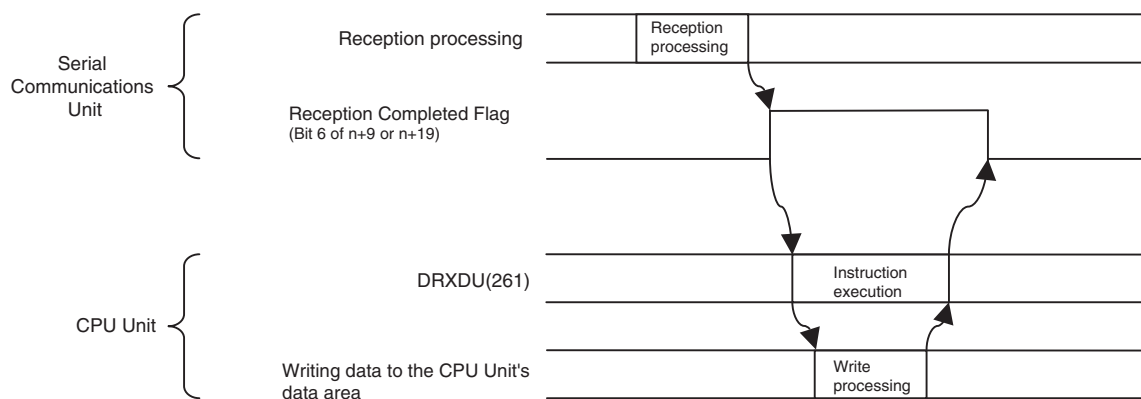 Serial
Communications
Unit
Reception processing
Reception
processing
Reception Completed Flag
(Bit 6 of n+9 or n+19)
CPU Unit
DRXDU(261)
Instruction
execution
Writing data to the CPU Unit's
data area
Write
processing